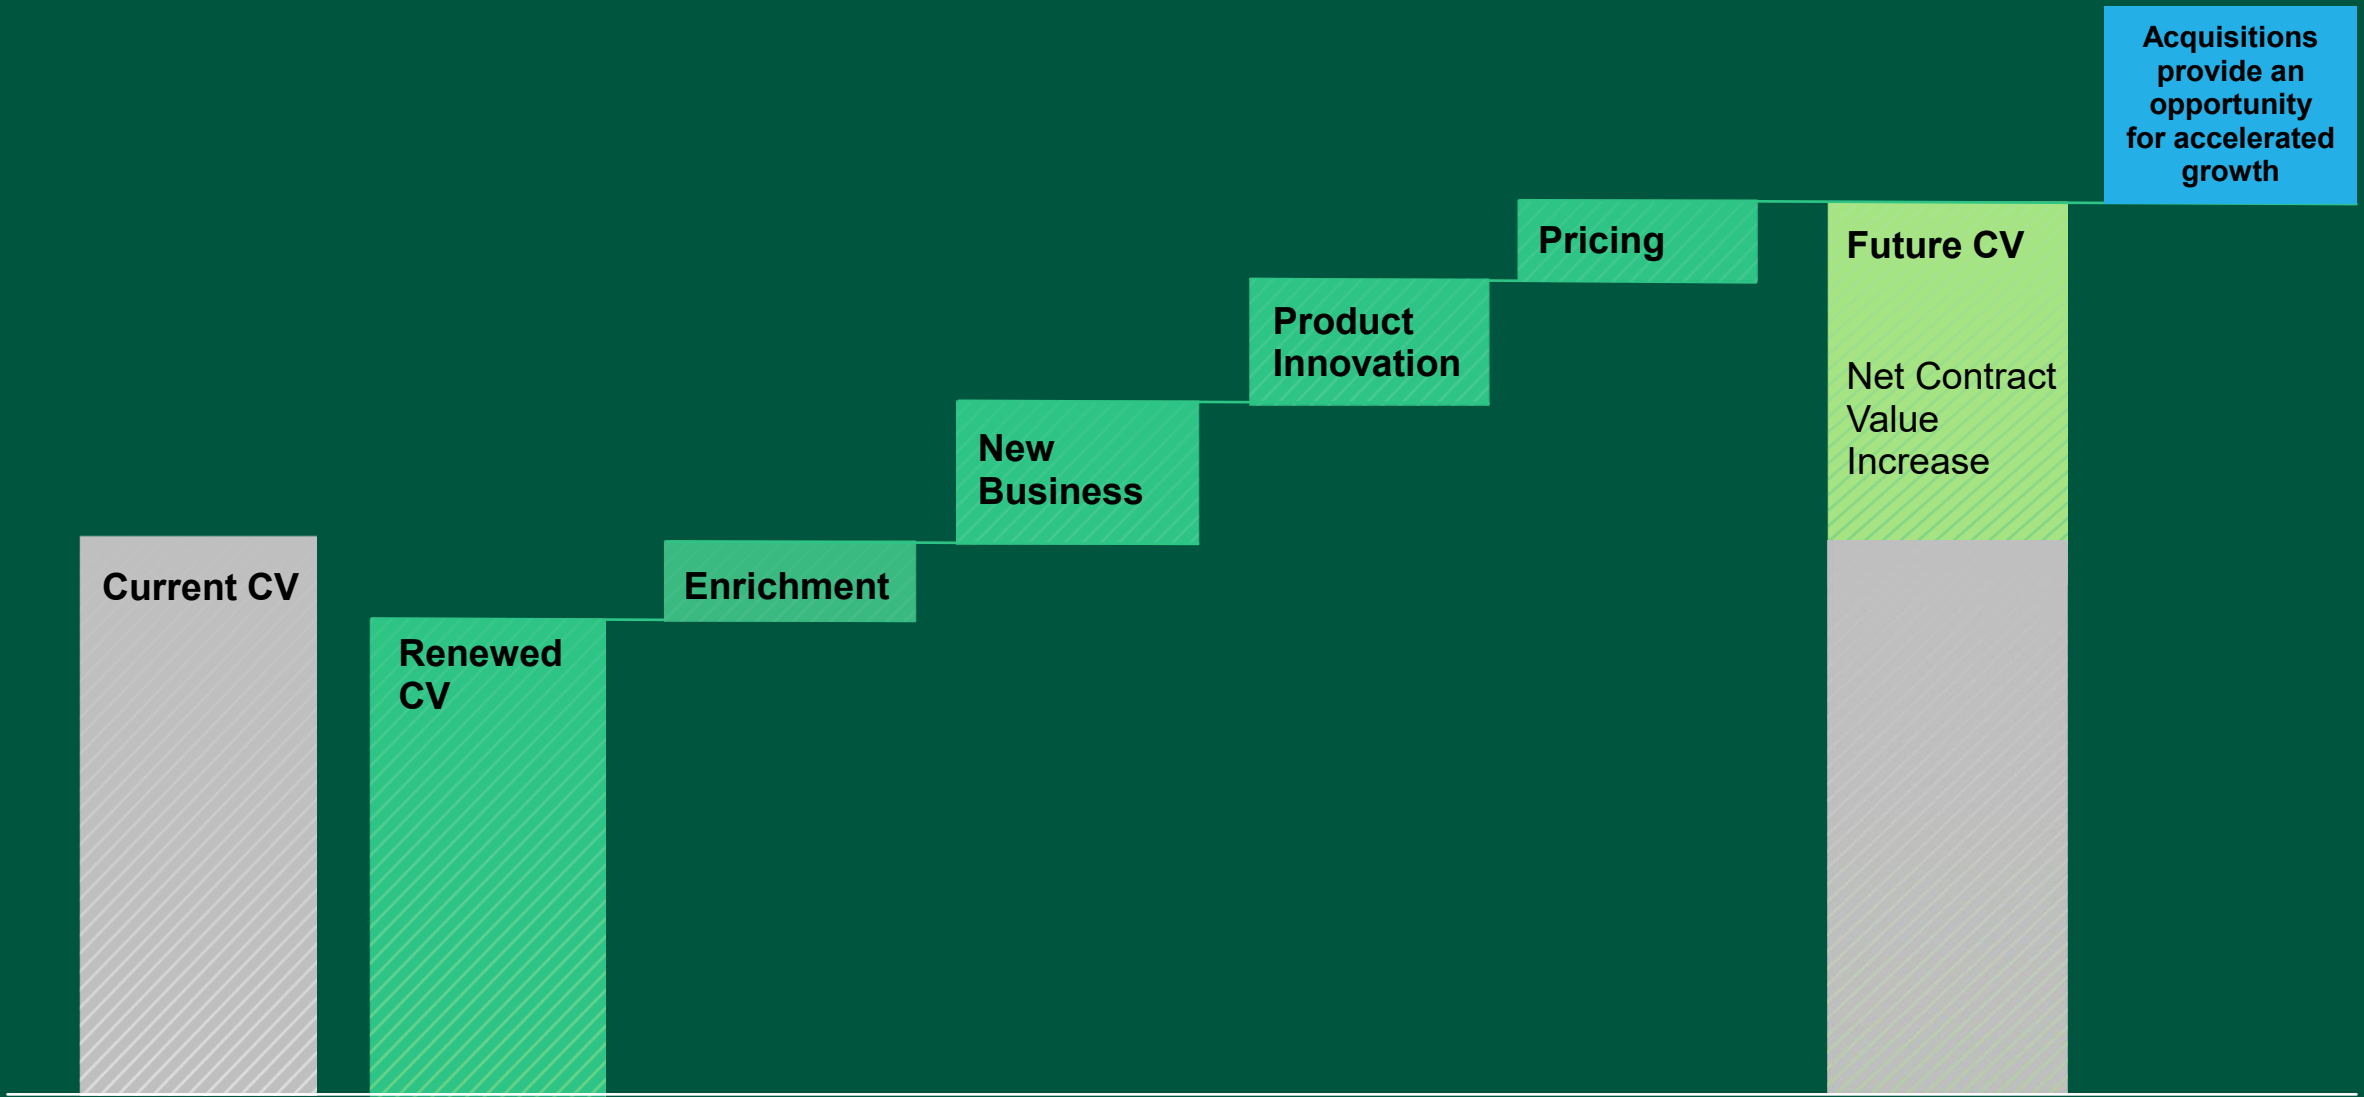 Current CV
Renewed
CV
Enrichment
New
Business
Product
Innovation
Pricing
Future CV
Net Contract
Value
Increase
Acquisitions
provide an
opportunity
for accelerated
growth